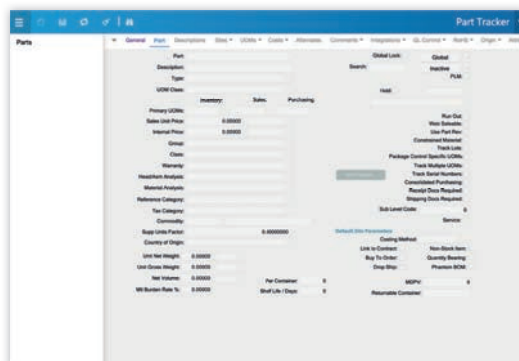 Part Tracker
Parts
General Part Descriptions Sites UOMs Costs Alternates Comments Integrations GL Control RoHS Origin
Part:
Description:
Type:
UOM Class:
Inventory: Sales: Purchasing:
Primary UOMs:
Sales Unit Price: 0.00000
Internal Price: 0.00000
Group:
Class:
Warranty:
Hazd/Item Analysis:
Material Analysis:
Reference Category:
Tax Category:
Commodity:
Supp Units Factor: 0.00000000
Country of Origin:
Unit Net Weight: 0.00000
Unit Gross Weight: 0.00000
Net Volume: 0.00000
Mtl Burden Rate %: 0.00000
Per Container: 0
Shelf Life / Days: 0
Global Lock: Global
Search: Inactive
PLM:
Hold:
Run Out
Web Saleable:
Use Part Rev:
Constrained Material:
Track Lots:
Package Control Specific UOMs:
Track Multiple UOMs:
Track Serial Numbers:
Consolidated Purchasing:
Receipt Docs Required
Shipping Docs Required
Sub Level Code: 0
Service:
Default Site Parameters
Costing Method:
Link to Contract: Non-Stock Item:
Buy To Order: Quantity Bearing:
Drop Ship: Phantom BOM:
MDPV: 0
Returnable Container: